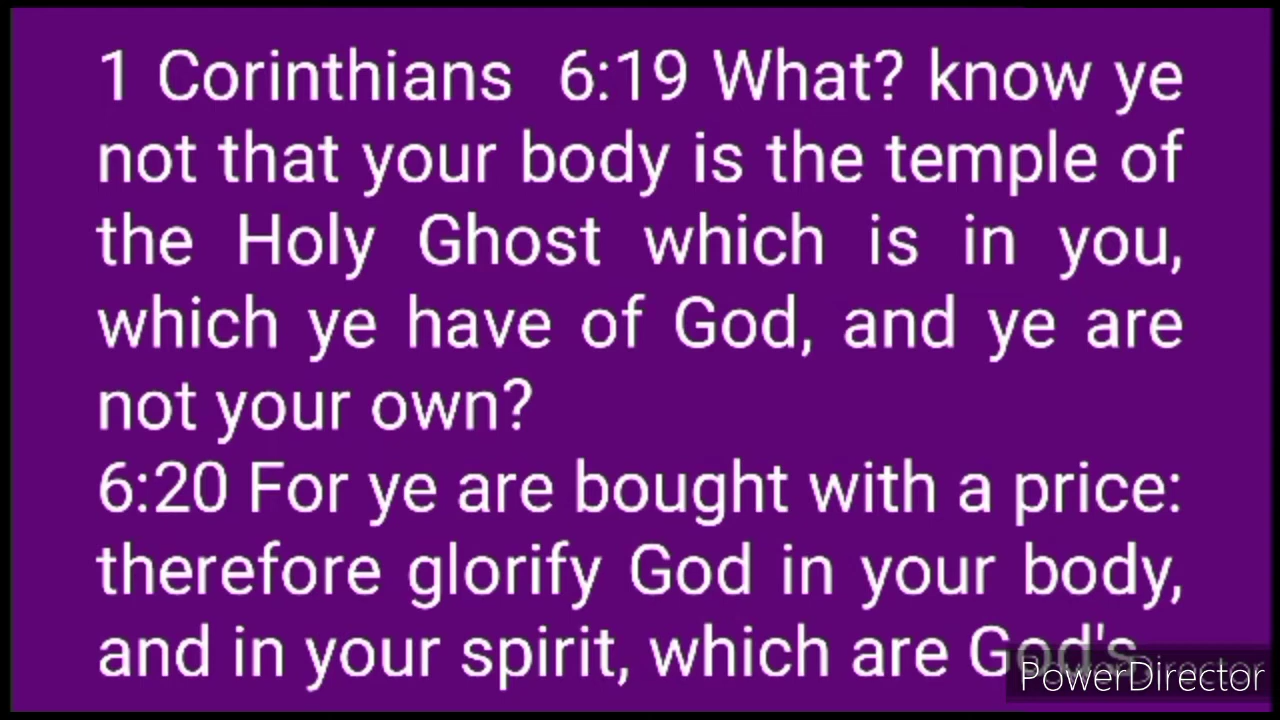 1 Corinthians 6:19 What? know ye
not that your body is the temple of
the Holy Ghost which is in you,
which ye have of God, and ye are
not your own?
6:20 For ye are bought with a price:
therefore glorify God in your body,
and in your spirit, which are God's.
PowerDirector